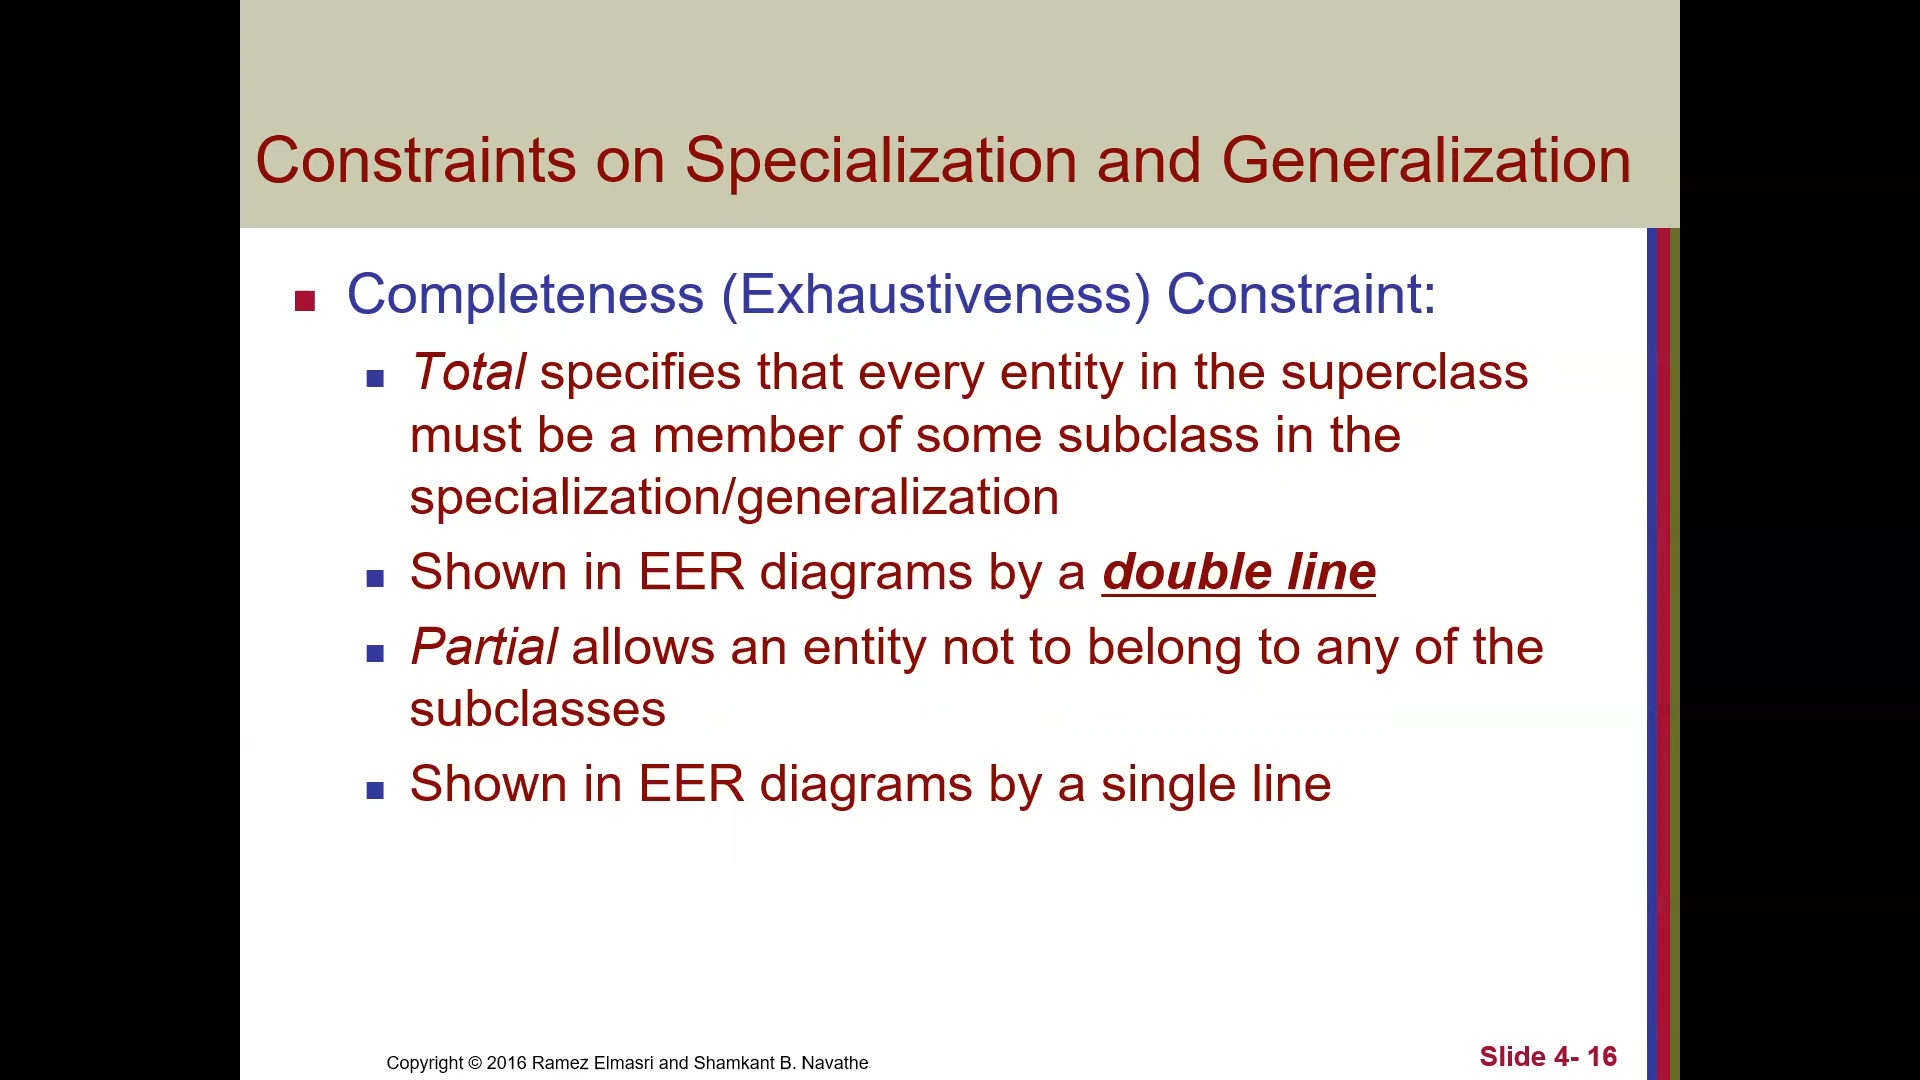 Constraints on Specialization and Generalization
Completeness (Exhaustiveness) Constraint:
Total specifies that every entity in the superclass
must be a member of some subclass in the
specialization/generalization
Shown in EER diagrams by a double line
Partial allows an entity not to belong to any of the
subclasses
Shown in EER diagrams by a single line
Copyright © 2016 Ramez Elmasri and Shamkant B. Navathe
Slide 4- 16